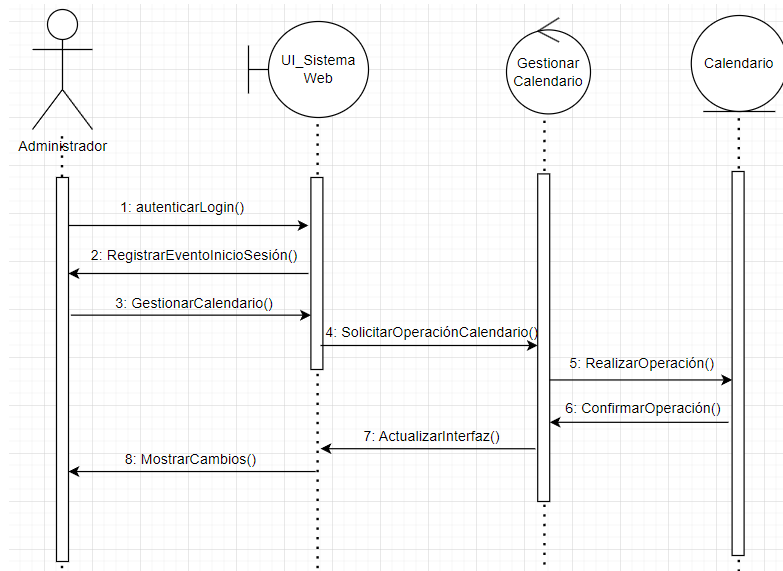 UI_Sistema
Web
Gestionar
Calendario
Calendario
Administrador
1: autenticarLogin()
2: RegistrarEventoInicioSesión()
3: GestionarCalendario()
4: SolicitarOperaciónCalendario()
5: RealizarOperación()
6: ConfirmarOperación()
7: ActualizarInterfaz()
8: MostrarCambios()